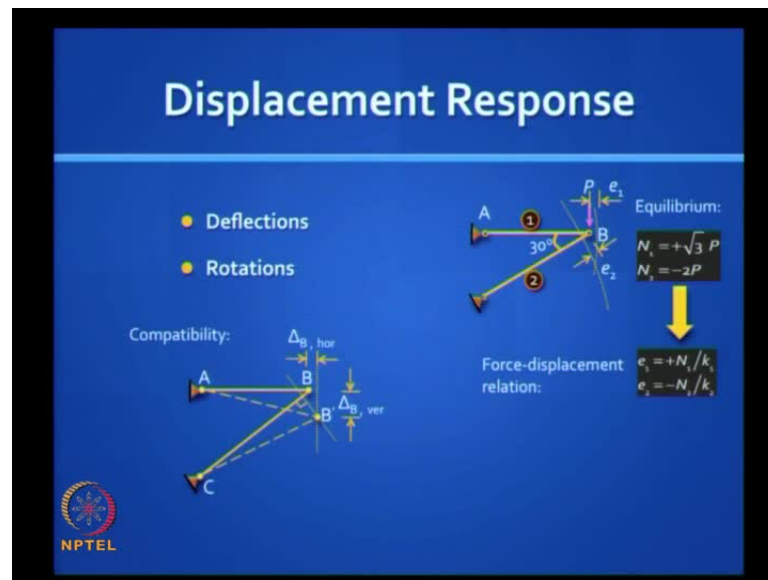 Displacement Response
• Deflections
• Rotations
P e₁
A 1 B
30°
e₂
2
Equilibrium:
N₁ = +√3 P
N₂ = -2P
Force-displacement
relation:
e₁ = +N₁/k₁
e₂ = -N₂/k₂
Compatibility:
Δ_B, hor
A B
B' Δ_B, ver
C
NPTEL